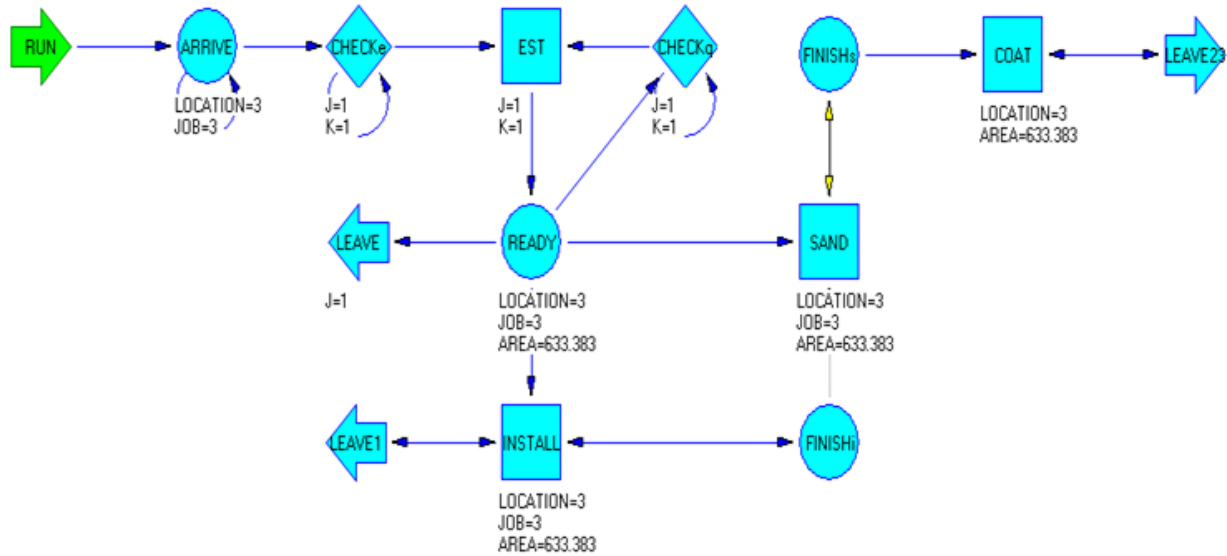 RUN
ARRIVE
CHECKe
EST
CHECKq
FINISHs
COAT
LEAVE23
LOCATION=3
JOB=3
J=1
K=1
J=1
K=1
J=1
K=1
LOCATION=3
AREA=633.383
LEAVE
READY
SAND
J=1
LOCATION=3
JOB=3
AREA=633.383
LOCATION=3
JOB=3
AREA=633.383
LEAVE1
INSTALL
FINISHi
LOCATION=3
JOB=3
AREA=633.383